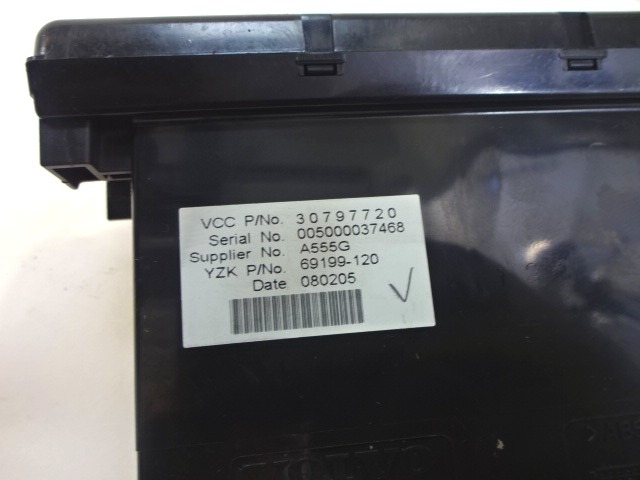 VCC P/No. 30797720
Serial No. 005000037468
Supplier No. A555G
YZK P/No. 69199-120
Date 080205
V